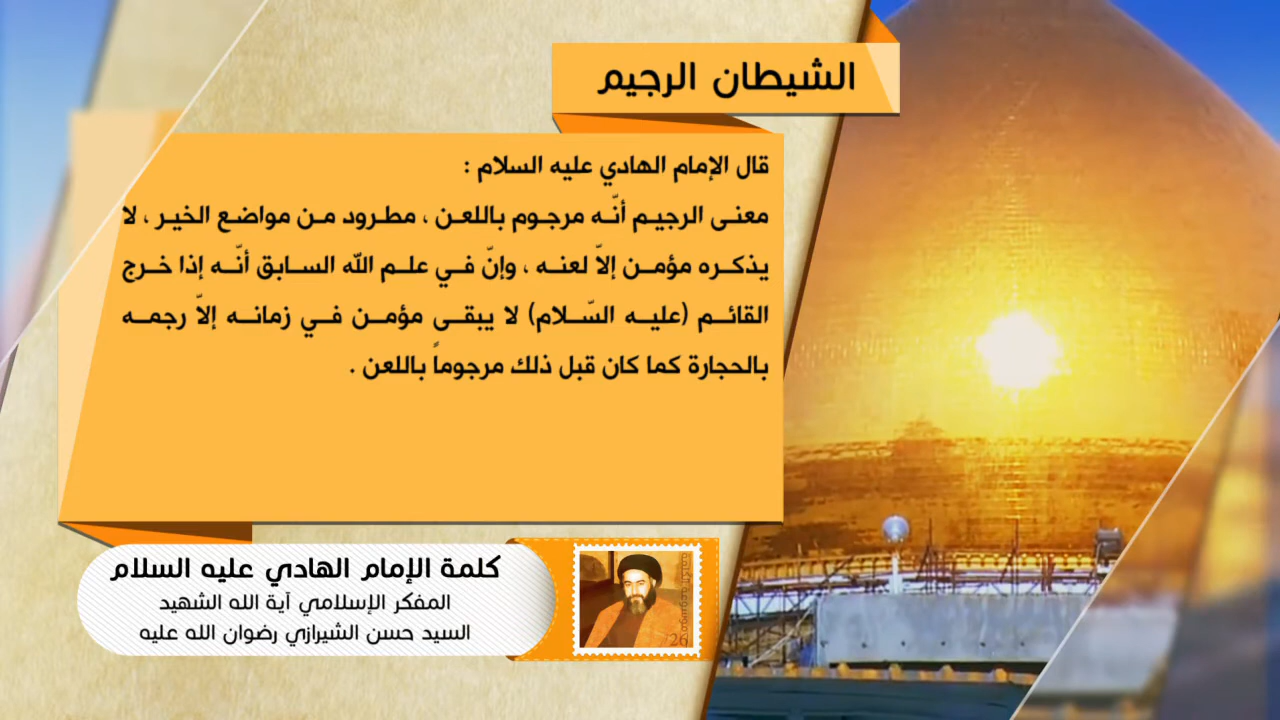 الشيطان الرجيم
قال الإمام الهادي عليه السلام :
معنى الرجيم أنّه مرجوم باللعن ، مطرود من مواضع الخير ، لا
يذكره مؤمن إلاّ لعنه ، وإنّ في علم الله السابق أنّه إذا خرج
القائم (عليه السّلام) لا يبقى مؤمن في زمانه إلاّ رجمه
بالحجارة كما كان قبل ذلك مرجوماً باللعن .
كلمة الإمام الهادي عليه السلام
المفكر الإسلامي آية الله الشهيد
السيد حسن الشيرازي رضوان الله عليه